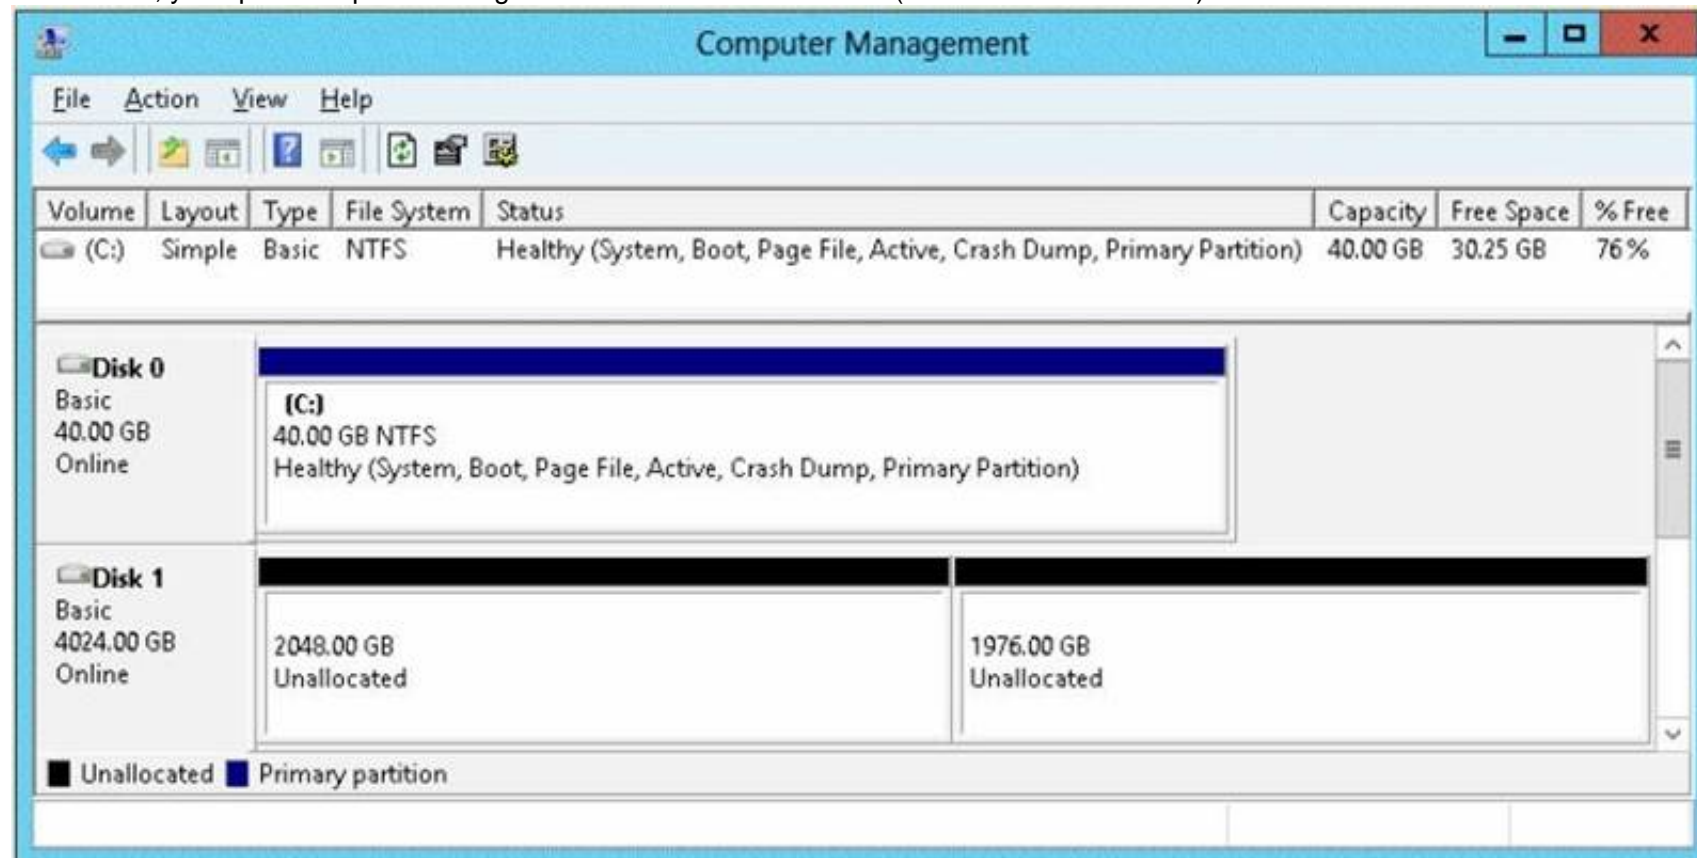 Computer Management
File Action View Help
Volume Layout Type File System Status Capacity Free Space % Free
(C:) Simple Basic NTFS Healthy (System, Boot, Page File, Active, Crash Dump, Primary Partition) 40.00 GB 30.25 GB 76 %
Disk 0
Basic
40.00 GB
Online
(C:)
40.00 GB NTFS
Healthy (System, Boot, Page File, Active, Crash Dump, Primary Partition)
Disk 1
Basic
4024.00 GB
Online
2048.00 GB
Unallocated
1976.00 GB
Unallocated
Unallocated Primary partition